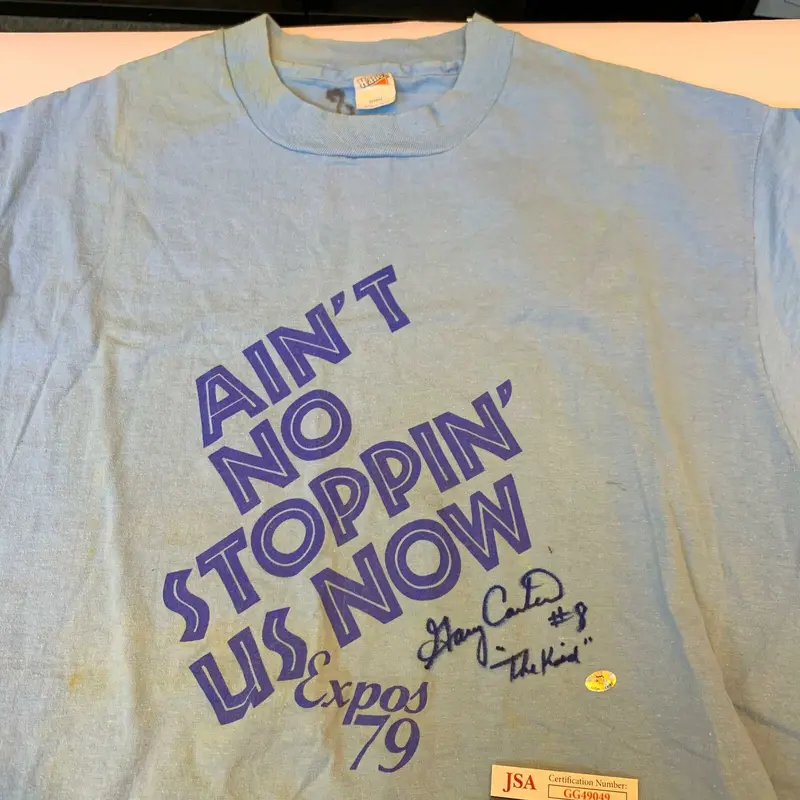 AIN'T
NO
STOPPIN'
US NOW
Expos
79
Gary Carter
#8
"The Kid"
JSA Certification Number:
GG49049